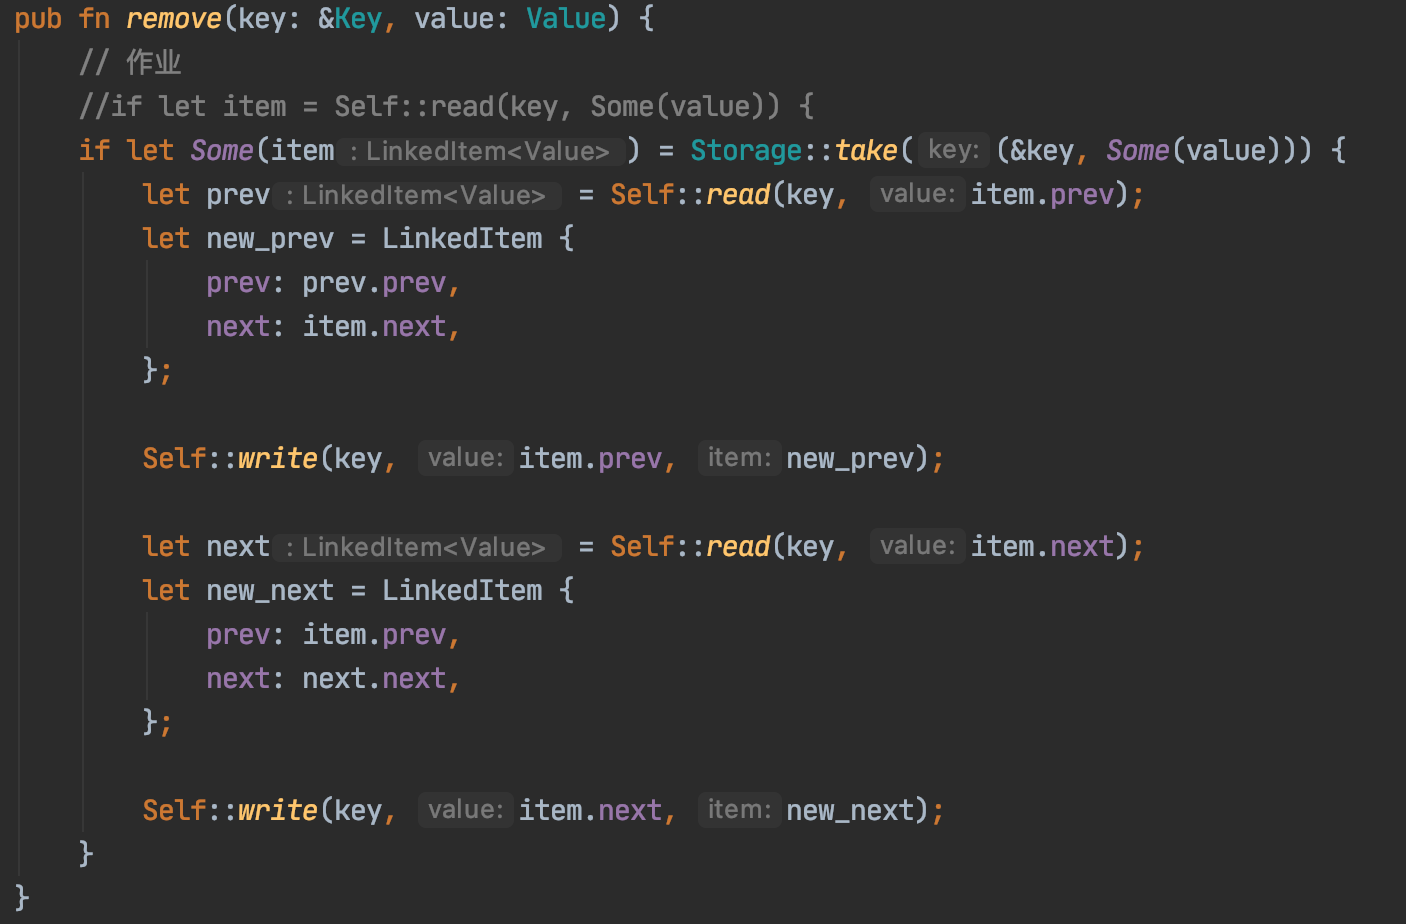 pub fn remove(key: &Key, value: Value) {
// 作业
//if let item = Self::read(key, Some(value)) {
if let Some(item : LinkedItem<Value> ) = Storage::take( key: (&key, Some(value))) {
let prev : LinkedItem<Value> = Self::read(key, value: item.prev);
let new_prev = LinkedItem {
prev: prev.prev,
next: item.next,
};
Self::write(key, value: item.prev, item: new_prev);
let next : LinkedItem<Value> = Self::read(key, value: item.next);
let new_next = LinkedItem {
prev: item.prev,
next: next.next,
};
Self::write(key, value: item.next, item: new_next);
}
}